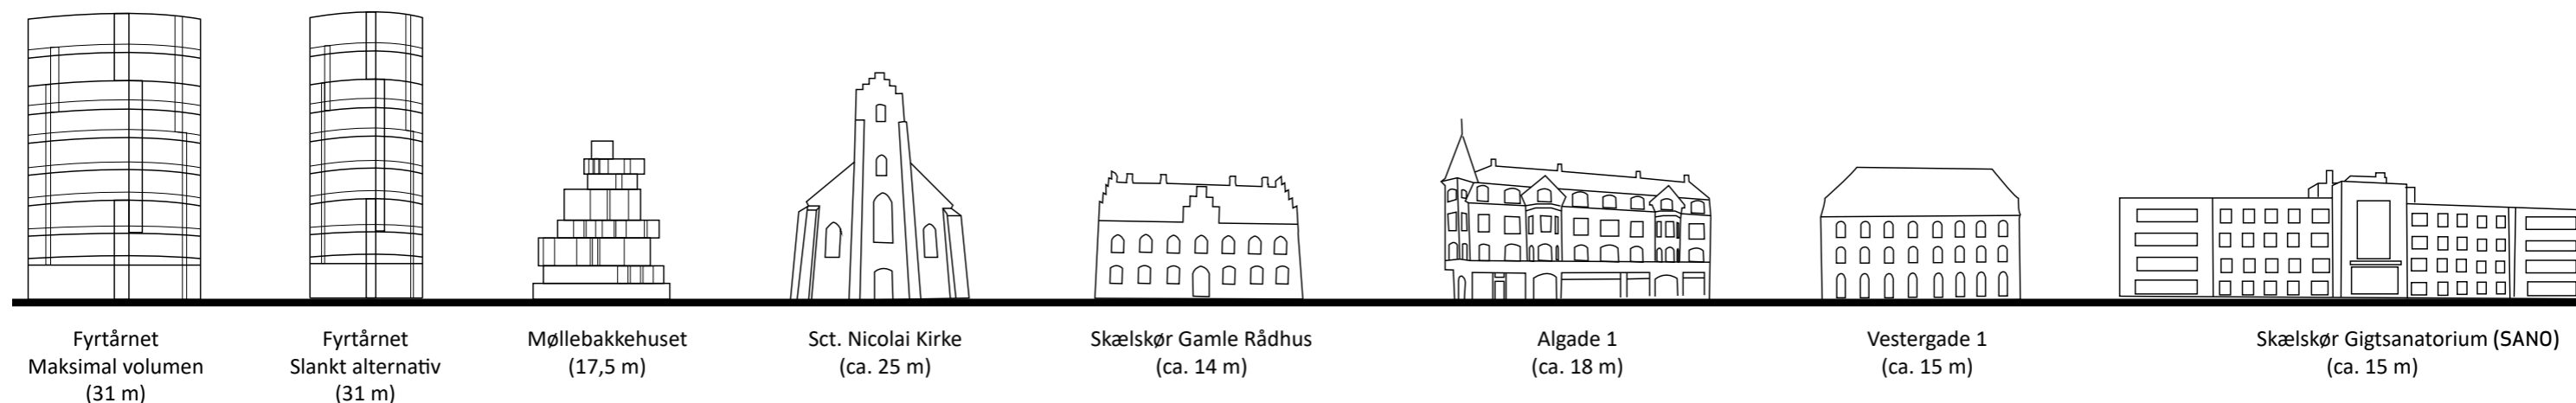 Fyrtårnet
Maksimal volumen
(31 m)
Fyrtårnet
Slankt alternativ
(31 m)
Møllebakkehuset
(17,5 m)
Sct. Nicolai Kirke
(ca. 25 m)
Skælskør Gamle Rådhus
(ca. 14 m)
Algade 1
(ca. 18 m)
Vestergade 1
(ca. 15 m)
Skælskør Gigtsanatorium (SANO)
(ca. 15 m)